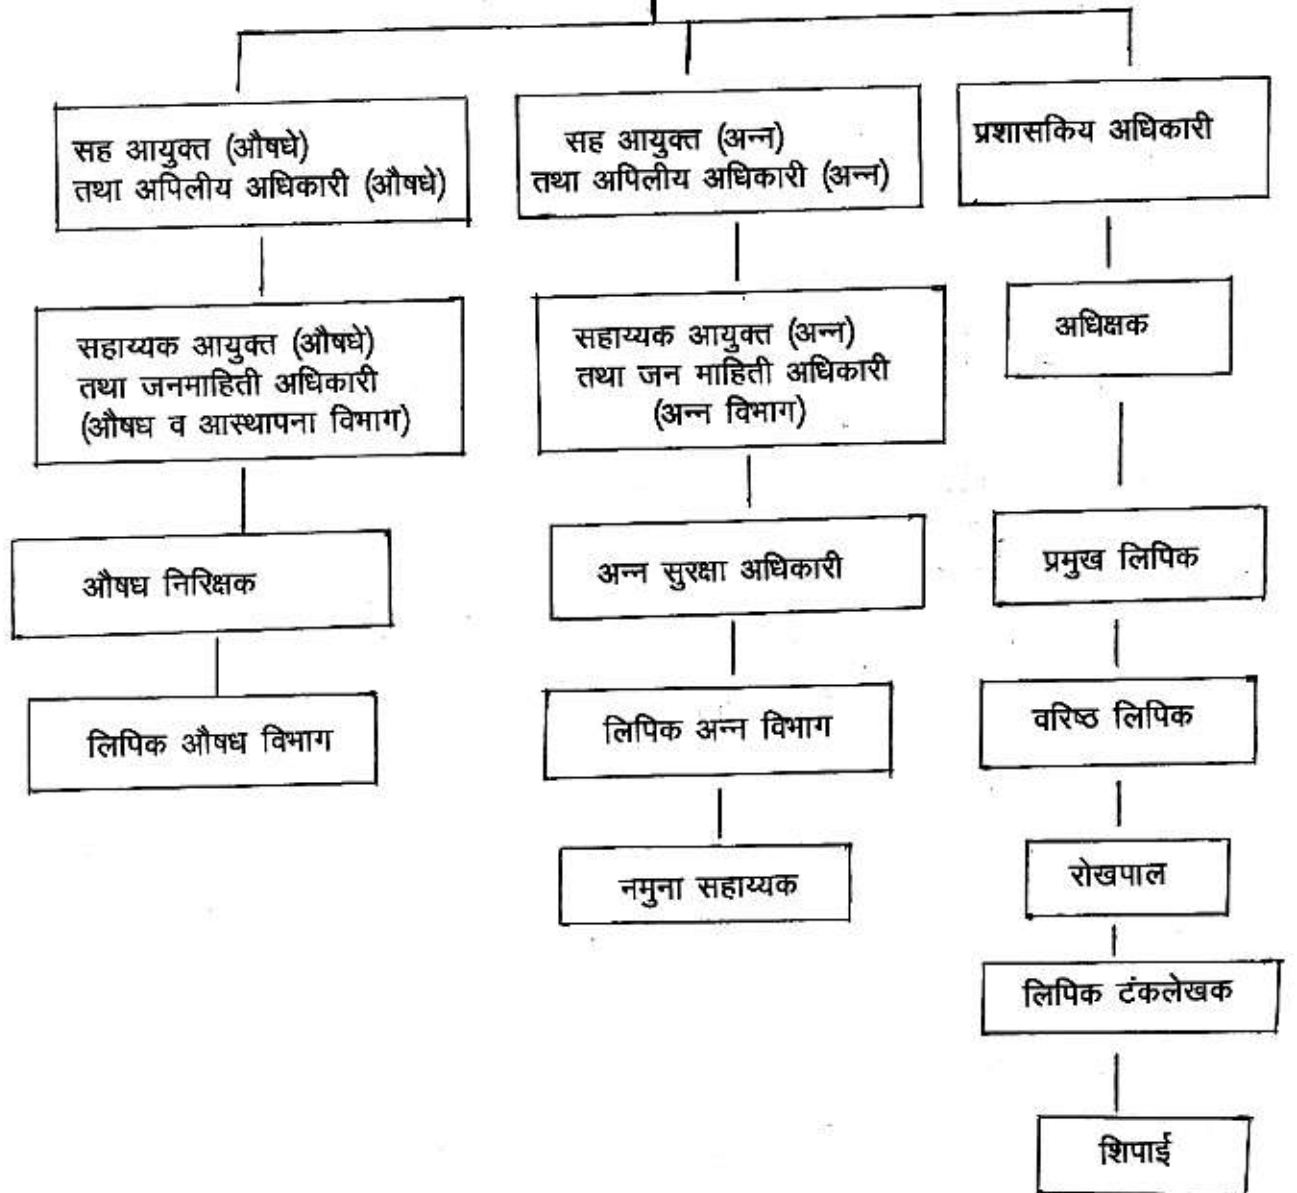 सह आयुक्त (औषधे)
तथा अपिलीय अधिकारी (औषधे)
सहाय्यक आयुक्त (औषधे)
तथा जनमाहिती अधिकारी
(औषध व आस्थापना विभाग)
औषध निरिक्षक
लिपिक औषध विभाग
सह आयुक्त (अन्न)
तथा अपिलीय अधिकारी (अन्न)
सहाय्यक आयुक्त (अन्न)
तथा जन माहिती अधिकारी
(अन्न विभाग)
अन्न सुरक्षा अधिकारी
लिपिक अन्न विभाग
नमुना सहाय्यक
प्रशासकिय अधिकारी
अधिक्षक
प्रमुख लिपिक
वरिष्ठ लिपिक
रोखपाल
लिपिक टंकलेखक
शिपाई